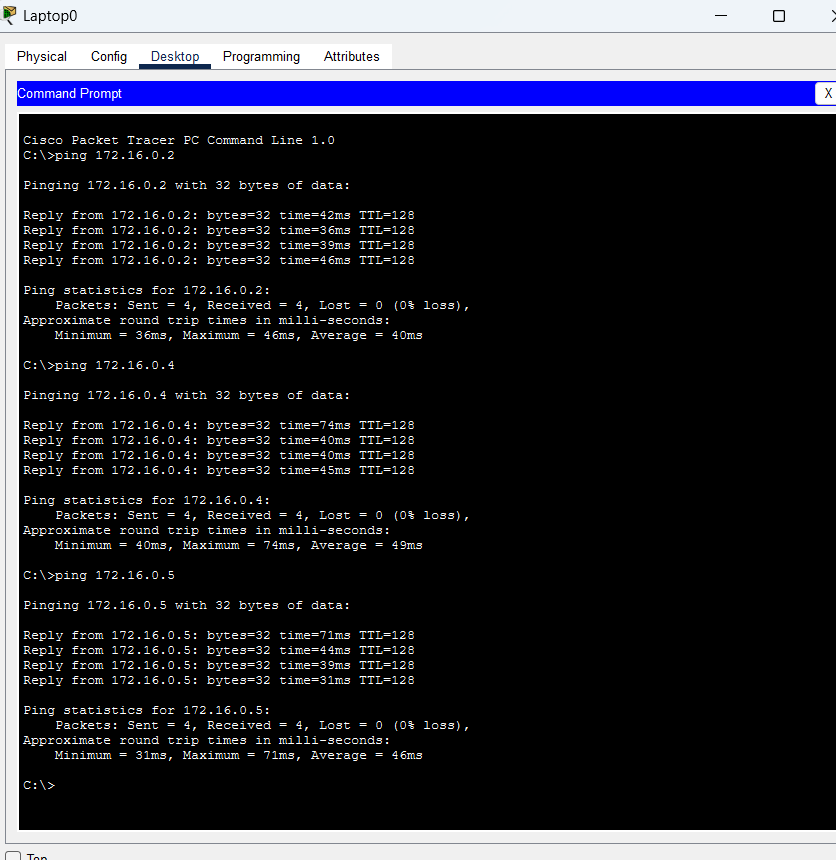 Laptop0
Physical Config Desktop Programming Attributes
Command Prompt X
Cisco Packet Tracer PC Command Line 1.0
C:\>ping 172.16.0.2
Pinging 172.16.0.2 with 32 bytes of data:
Reply from 172.16.0.2: bytes=32 time=42ms TTL=128
Reply from 172.16.0.2: bytes=32 time=36ms TTL=128
Reply from 172.16.0.2: bytes=32 time=39ms TTL=128
Reply from 172.16.0.2: bytes=32 time=46ms TTL=128
Ping statistics for 172.16.0.2:
    Packets: Sent = 4, Received = 4, Lost = 0 (0% loss),
Approximate round trip times in milli-seconds:
    Minimum = 36ms, Maximum = 46ms, Average = 40ms
C:\>ping 172.16.0.4
Pinging 172.16.0.4 with 32 bytes of data:
Reply from 172.16.0.4: bytes=32 time=74ms TTL=128
Reply from 172.16.0.4: bytes=32 time=40ms TTL=128
Reply from 172.16.0.4: bytes=32 time=40ms TTL=128
Reply from 172.16.0.4: bytes=32 time=45ms TTL=128
Ping statistics for 172.16.0.4:
    Packets: Sent = 4, Received = 4, Lost = 0 (0% loss),
Approximate round trip times in milli-seconds:
    Minimum = 40ms, Maximum = 74ms, Average = 49ms
C:\>ping 172.16.0.5
Pinging 172.16.0.5 with 32 bytes of data:
Reply from 172.16.0.5: bytes=32 time=71ms TTL=128
Reply from 172.16.0.5: bytes=32 time=44ms TTL=128
Reply from 172.16.0.5: bytes=32 time=39ms TTL=128
Reply from 172.16.0.5: bytes=32 time=31ms TTL=128
Ping statistics for 172.16.0.5:
    Packets: Sent = 4, Received = 4, Lost = 0 (0% loss),
Approximate round trip times in milli-seconds:
    Minimum = 31ms, Maximum = 71ms, Average = 46ms
C:\>
Top